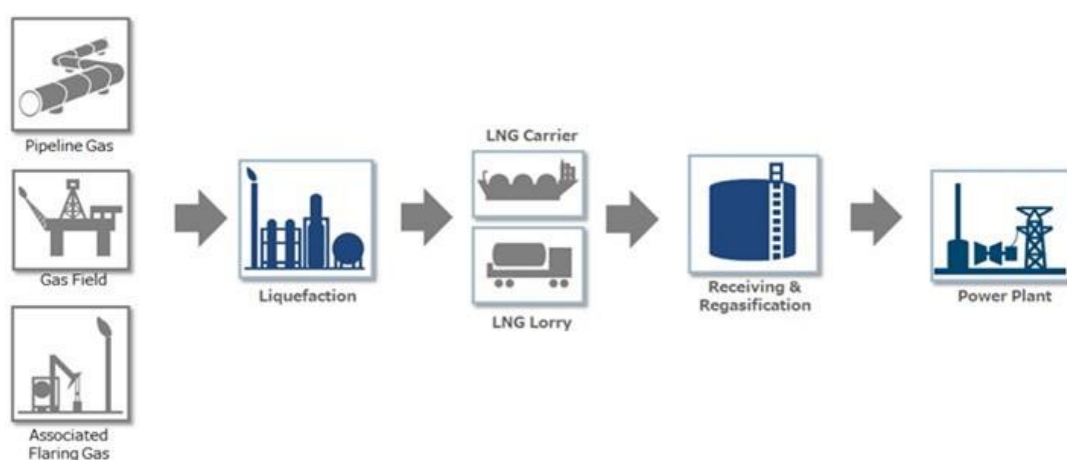 Pipeline Gas
Gas Field
Associated
Flaring Gas
Liquefaction
LNG Carrier
LNG Lorry
Receiving &
Regasification
Power Plant